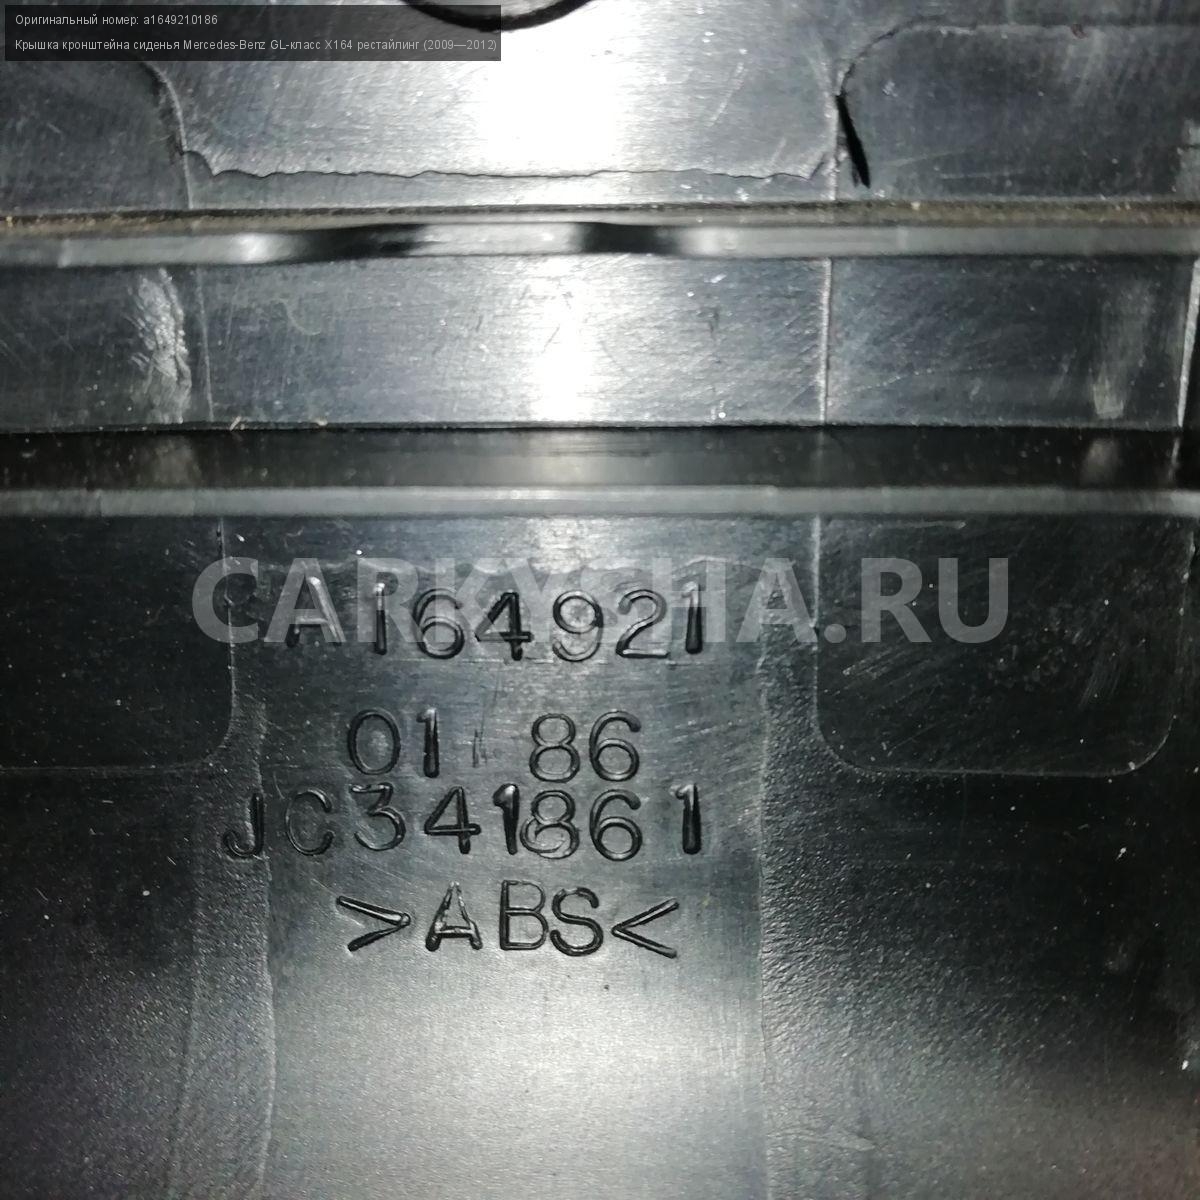 Оригинальный номер: a1649210186
Крышка кронштейна сиденья Mercedes-Benz GL-класс X164 рестайлинг (2009—2012)
CARKYSHA.RU
A164921
01 86
JC341861
>ABS<